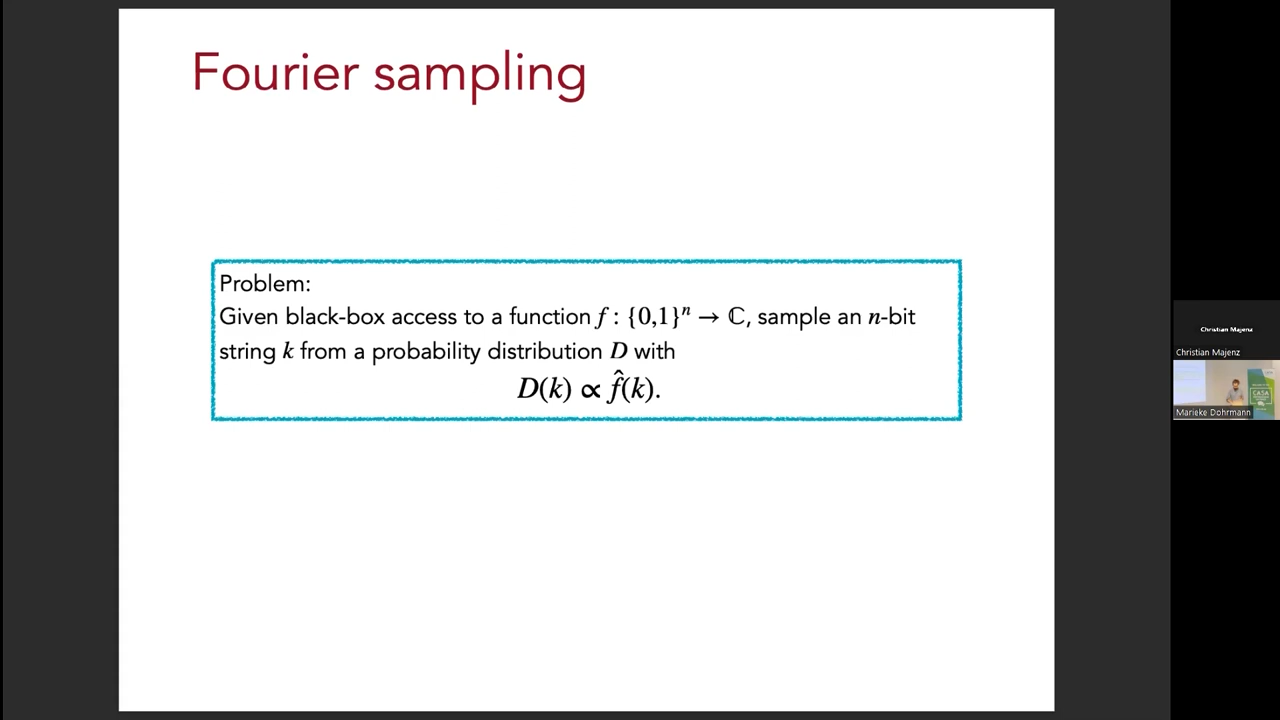 Fourier sampling
Problem:
Given black-box access to a function f : {0,1}ⁿ → ℂ, sample an n-bit
string k from a probability distribution D with
D(k) ∝ f̂(k).
Christian Majenz
Christian Majenz
CASA
Marieke Dohrmann